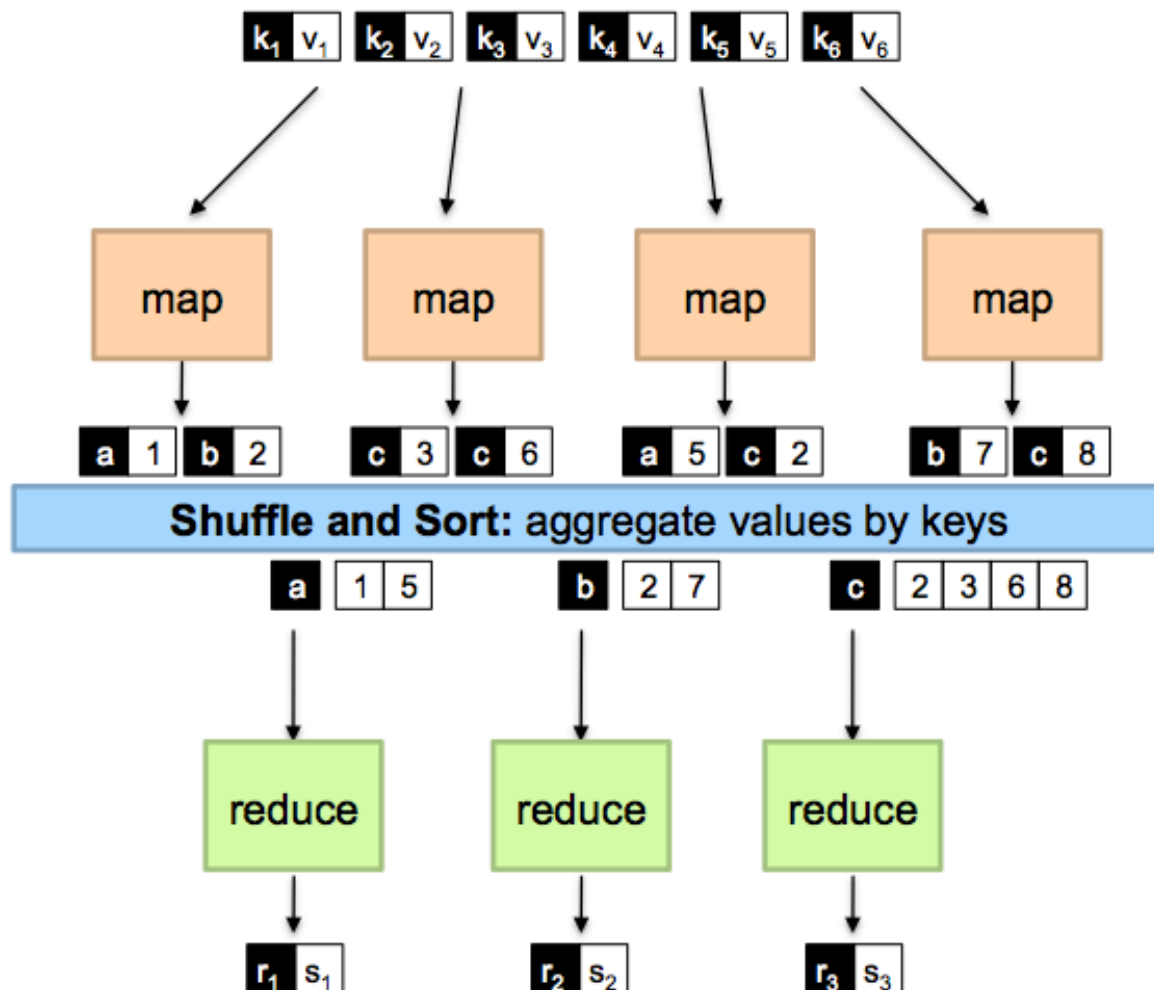 k₁ v₁ k₂ v₂ k₃ v₃ k₄ v₄ k₅ v₅ k₆ v₆
map map map map
a 1 b 2 c 3 c 6 a 5 c 2 b 7 c 8
Shuffle and Sort: aggregate values by keys
a 1 5 b 2 7 c 2 3 6 8
reduce reduce reduce
r₁ s₁ r₂ s₂ r₃ s₃